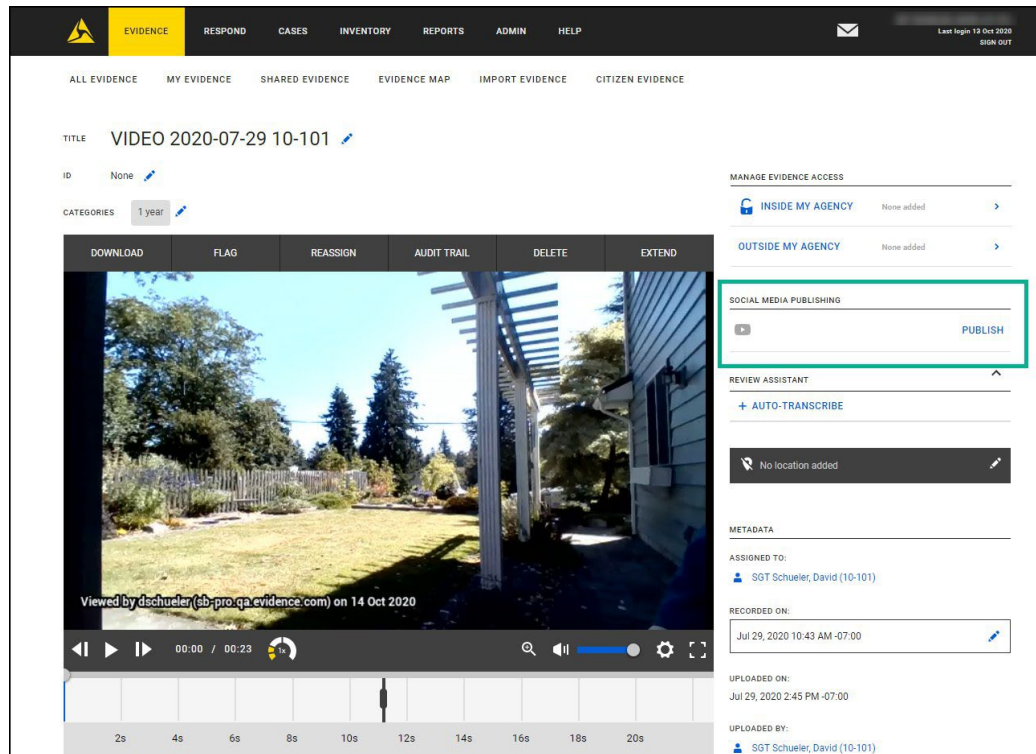 EVIDENCE RESPOND CASES INVENTORY REPORTS ADMIN HELP
Last login 13 Oct 2020
SIGN OUT
ALL EVIDENCE MY EVIDENCE SHARED EVIDENCE EVIDENCE MAP IMPORT EVIDENCE CITIZEN EVIDENCE
TITLE VIDEO 2020-07-29 10-101
ID None
CATEGORIES 1 year
DOWNLOAD FLAG REASSIGN AUDIT TRAIL DELETE EXTEND
Viewed by dschueler (sb-pro.qa.evidence.com) on 14 Oct 2020
00:00 / 00:23 1x
2s 4s 6s 8s 10s 12s 14s 16s 18s 20s
MANAGE EVIDENCE ACCESS
INSIDE MY AGENCY None added
OUTSIDE MY AGENCY None added
SOCIAL MEDIA PUBLISHING
PUBLISH
REVIEW ASSISTANT
+ AUTO-TRANSCRIBE
No location added
METADATA
ASSIGNED TO:
SGT Schueler, David (10-101)
RECORDED ON:
Jul 29, 2020 10:43 AM -07:00
UPLOADED ON:
Jul 29, 2020 2:45 PM -07:00
UPLOADED BY:
SGT Schueler, David (10-101)